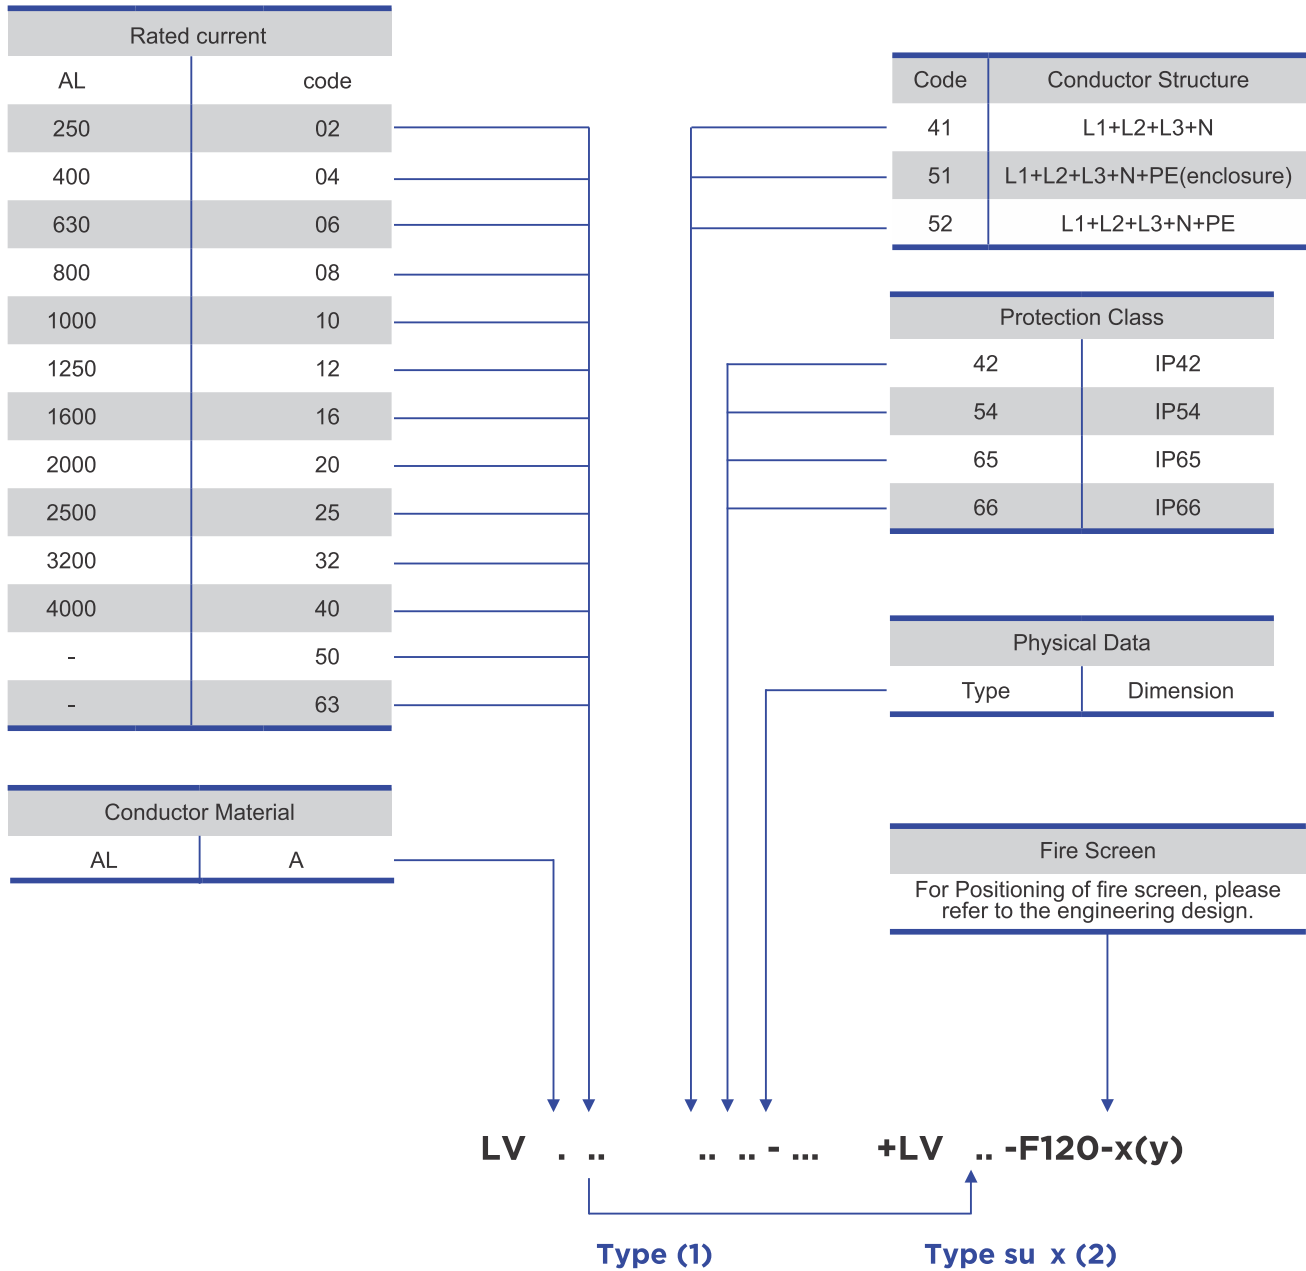 Rated current
AL code
250 02
400 04
630 06
800 08
1000 10
1250 12
1600 16
2000 20
2500 25
3200 32
4000 40
- 50
- 63
Conductor Material
AL A
Code Conductor Structure
41 L1+L2+L3+N
51 L1+L2+L3+N+PE(enclosure)
52 L1+L2+L3+N+PE
Protection Class
42 IP42
54 IP54
65 IP65
66 IP66
Physical Data
Type Dimension
Fire Screen
For Positioning of fire screen, please
refer to the engineering design.
LV . .. .. .. - ... +LV .. -F120-x(y)
Type (1) Type su x (2)